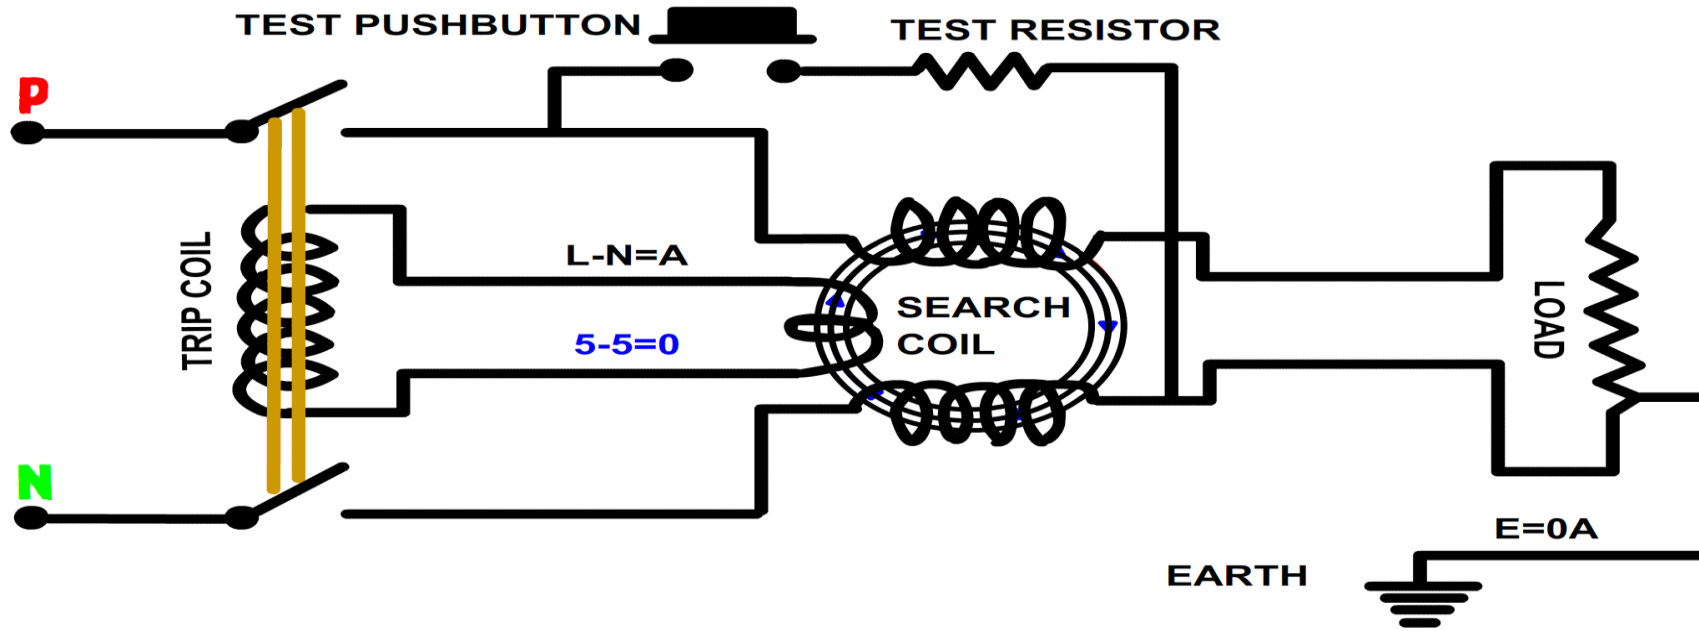 TEST PUSHBUTTON
TEST RESISTOR
P
TRIP COIL
L-N=A
5-5=0
SEARCH
COIL
LOAD
N
E=0A
EARTH